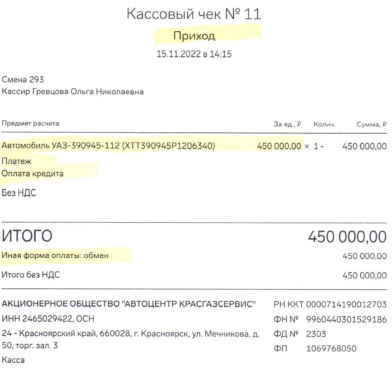 Кассовый чек № 11
Приход
15.11.2022 в 14:15
Смена 293
Кассир Гревцова Ольга Николаевна
Предмет расчета За ед., ₽ Колич. Сумма, ₽
Автомобиль УАЗ-390945-112 (XTT390945P1206340) 450 000,00 × 1 - 450 000,00
Платеж
Оплата кредита
Без НДС
ИТОГО 450 000,00
Иная форма оплаты: обмен 450 000,00
Итого без НДС 450 000,00
АКЦИОНЕРНОЕ ОБЩЕСТВО "АВТОЦЕНТР КРАСГАЗСЕРВИС" РН ККТ 0000714190012703
ИНН 2465029422, ОСН ФН № 9960440301529186
24 - Красноярский край, 660028, г. Красноярск, ул. Мечникова, д. ФД № 2303
50, торг. зал. 3 ФП 1069768050
Касса